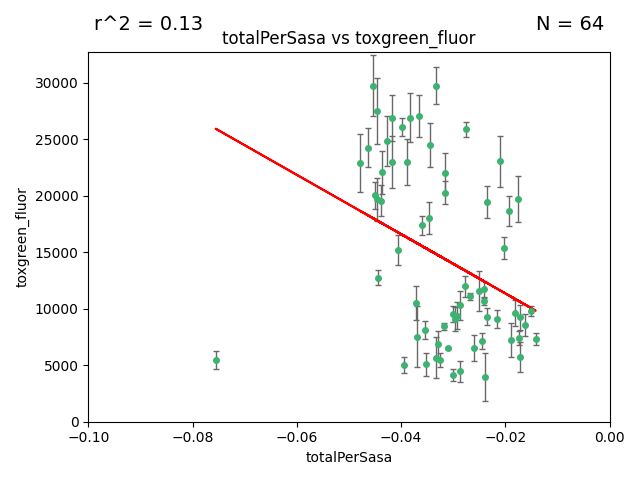 r^2 = 0.13
N = 64
totalPerSasa vs toxgreen_fluor
30000
25000
20000
15000
10000
5000
0
toxgreen_fluor
−0.10
−0.08
−0.06
−0.04
−0.02
0.00
totalPerSasa